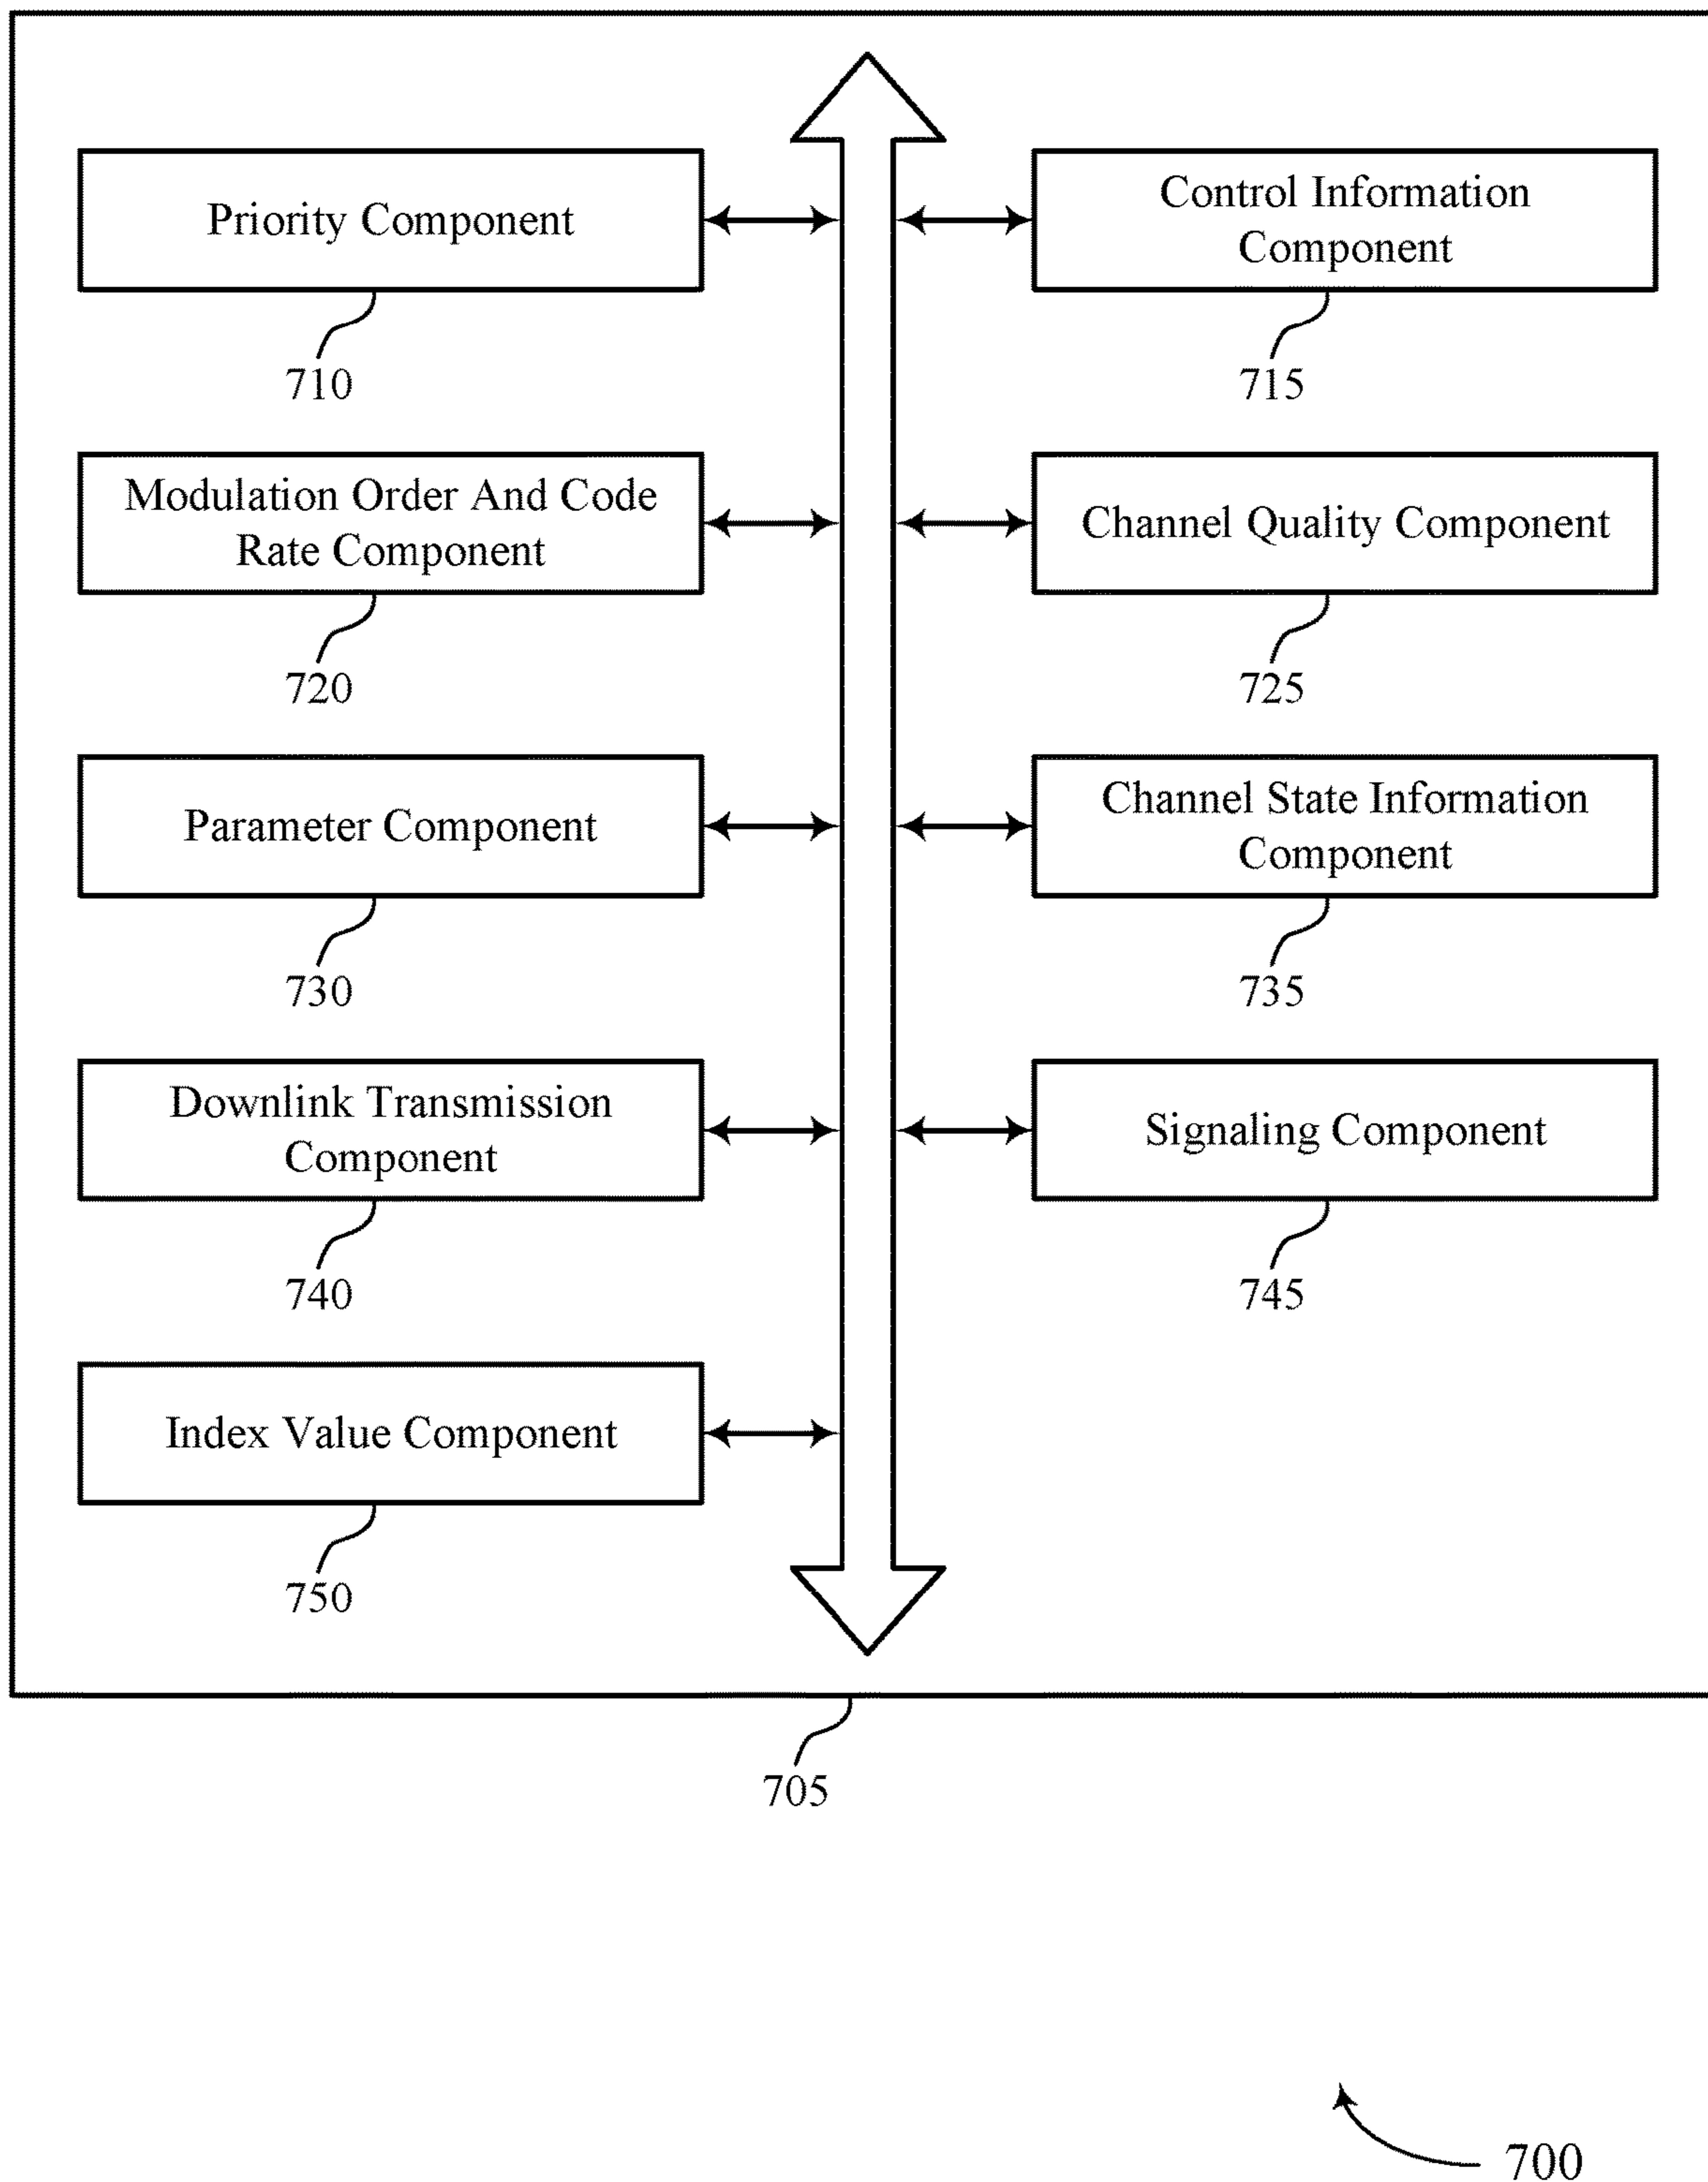 Priority Component
710
Control Information
Component
715
Modulation Order And Code
Rate Component
720
Channel Quality Component
725
Parameter Component
730
Channel State Information
Component
735
Downlink Transmission
Component
740
Signaling Component
745
Index Value Component
750
705
700